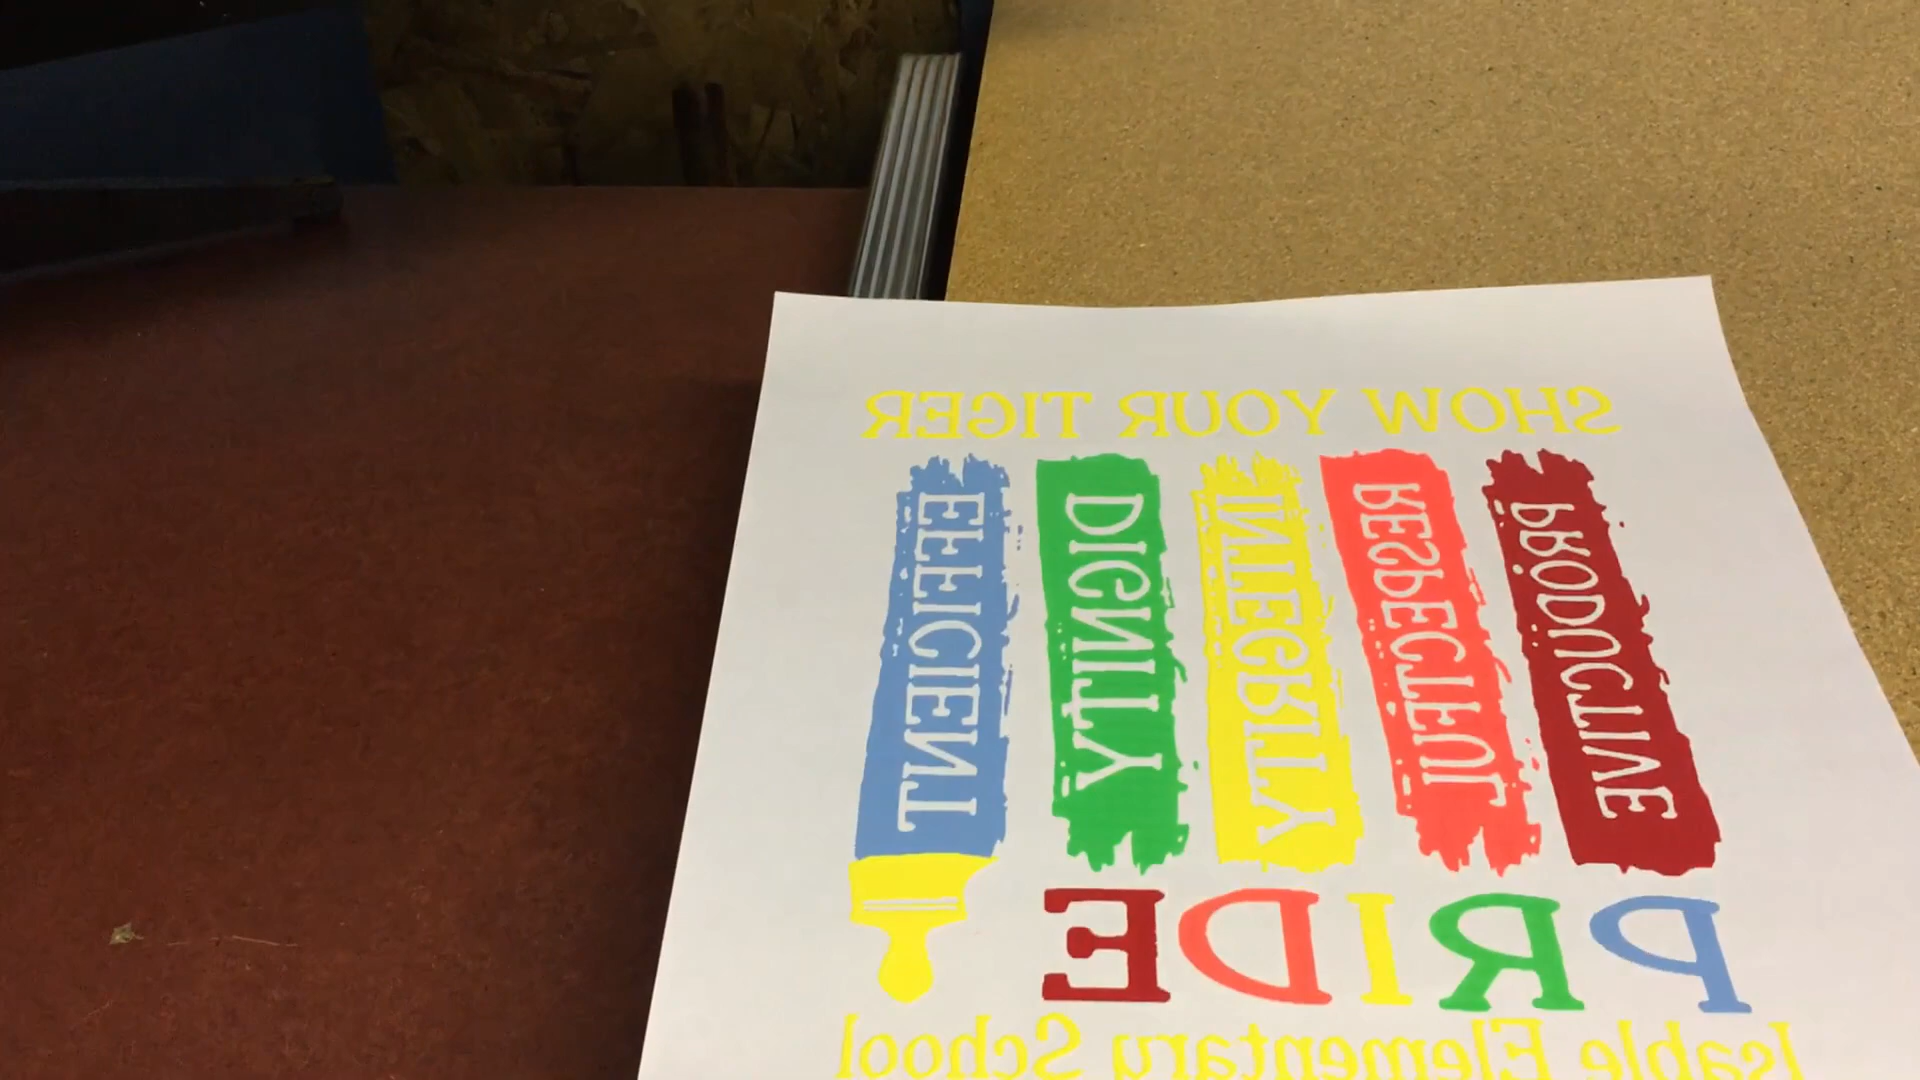 SHOW YOUR TIGER
PRODUCTIVE
RESPECTFUL
INTEGRITY
DIGNITY
EFFICIENT
PRIDE
Isable Elementary School